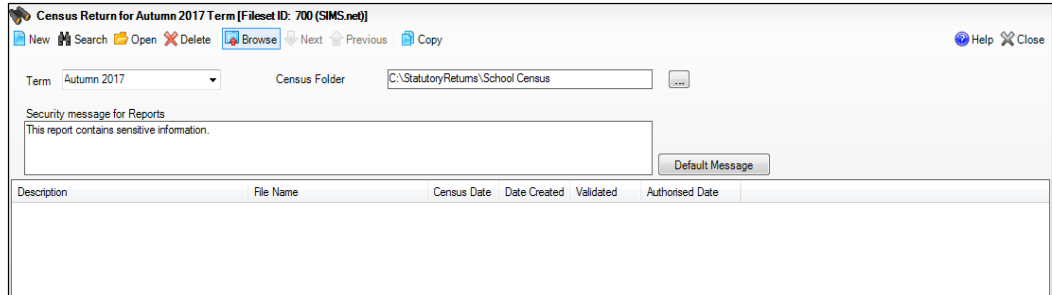 Census Return for Autumn 2017 Term [Fileset ID: 700 (SIMS.net)]
New Search Open Delete Browse Next Previous Copy Help Close
Term Autumn 2017 Census Folder C:\StatutoryReturns\School Census ...
Security message for Reports
This report contains sensitive information.
Default Message
Description File Name Census Date Date Created Validated Authorised Date